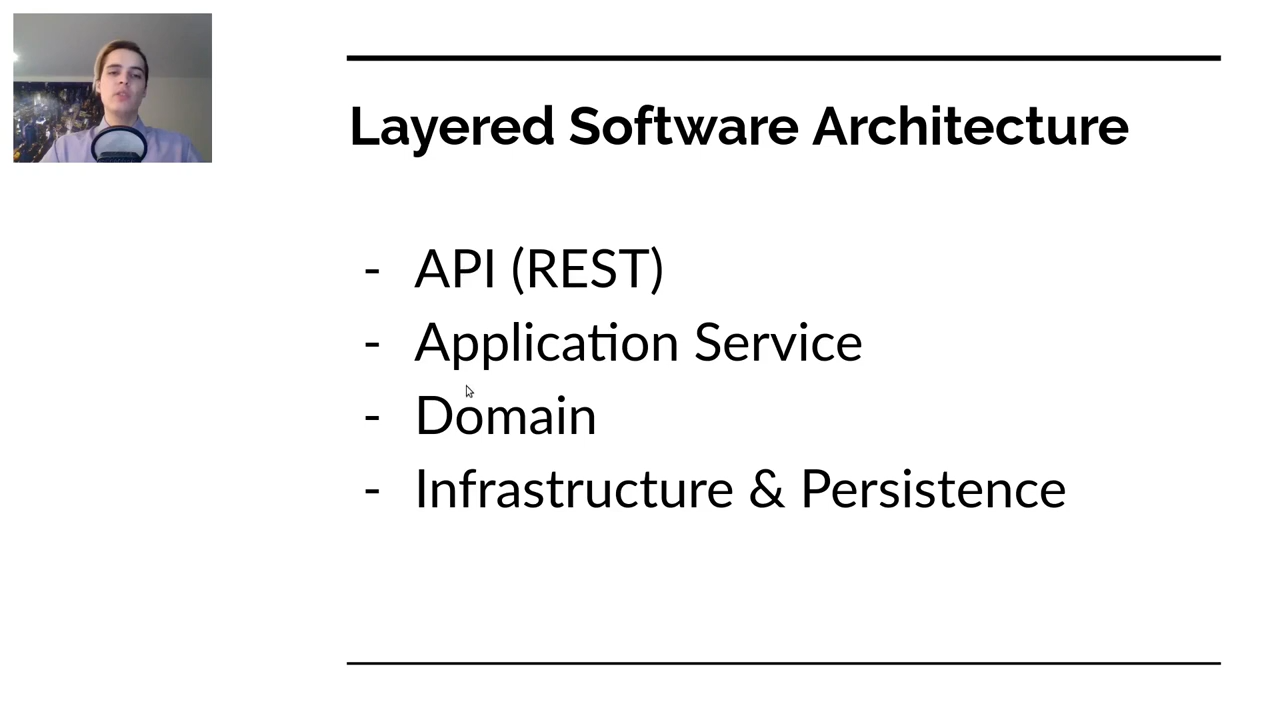 Layered Software Architecture
- API (REST)
- Application Service
- Domain
- Infrastructure & Persistence